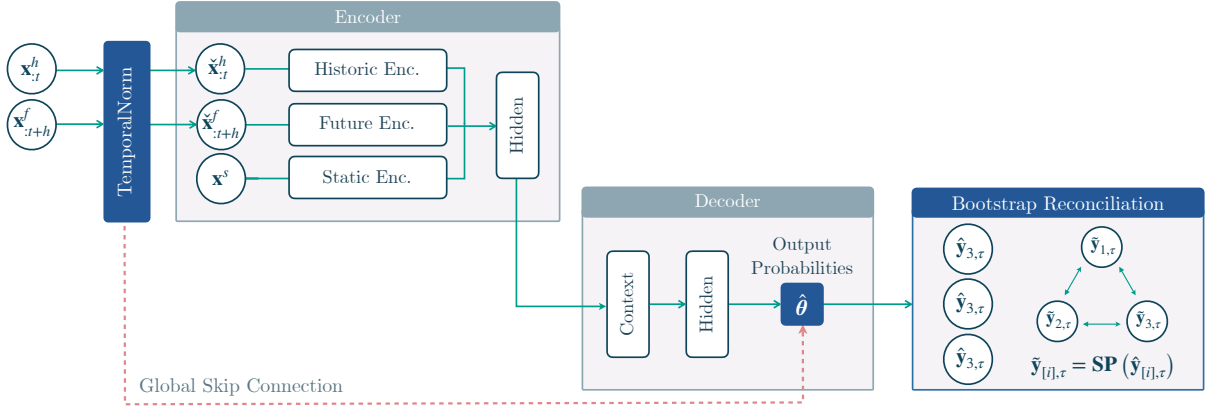 Encoder
𝐱^h_{:t}
TemporalNorm
𝐱̌^h_{:t}
Historic Enc.
Hidden
𝐱^f_{:t+h}
𝐱̌^f_{:t+h}
Future Enc.
𝐱^s
Static Enc.
Decoder
Context
Hidden
Output
Probabilities
𝛉̂
Bootstrap Reconciliation
ŷ_{3,τ}
ŷ_{3,τ}
ŷ_{3,τ}
ỹ_{1,τ}
ỹ_{2,τ}
ỹ_{3,τ}
ỹ_{[i],τ} = SP (ŷ_{[i],τ})
Global Skip Connection